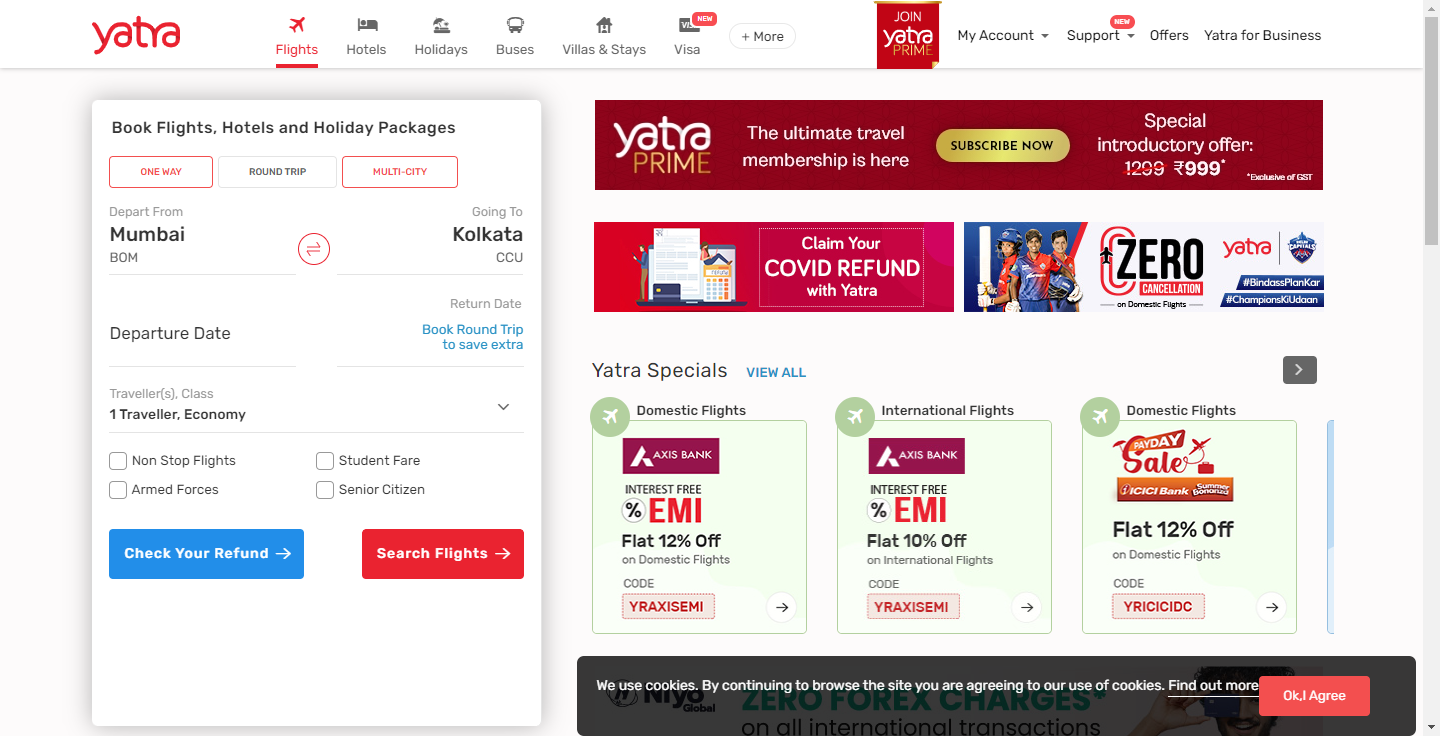 yatra
Flights
Hotels
Holidays
Buses
Villas & Stays
VISA
NEW
Visa
+ More
JOIN
yatra
PRIME
My Account
NEW
Support
Offers
Yatra for Business
Book Flights, Hotels and Holiday Packages
ONE WAY
ROUND TRIP
MULTI-CITY
Depart From
Going To
Mumbai
Kolkata
BOM
CCU
Return Date
Departure Date
Book Round Trip
to save extra
Traveller(s), Class
1 Traveller, Economy
Non Stop Flights
Student Fare
Armed Forces
Senior Citizen
Check Your Refund
Search Flights
yatra
PRIME
The ultimate travel
membership is here
SUBSCRIBE NOW
Special
introductory offer:
1299 ₹999*
*Exclusive of GST
Claim Your
COVID REFUND
with Yatra
ZERO
CANCELLATION
on Domestic Flights
yatra
DELHI
CAPITALS
#BindassPlanKar
#ChampionsKiUdaan
Yatra Specials
VIEW ALL
Domestic Flights
AXIS BANK
INTEREST FREE
% EMI
Flat 12% Off
on Domestic Flights
CODE
YRAXISEMI
International Flights
AXIS BANK
INTEREST FREE
% EMI
Flat 10% Off
on International Flights
CODE
YRAXISEMI
Domestic Flights
PAYDAY
Sale
ICICI Bank
Summer
Bonanza
Flat 12% Off
on Domestic Flights
CODE
YRICICIDC
We use cookies. By continuing to browse the site you are agreeing to our use of cookies. Find out more
Ok,I Agree
Niyo
Global
ZERO FOREX CHARGES*
on all international transactions